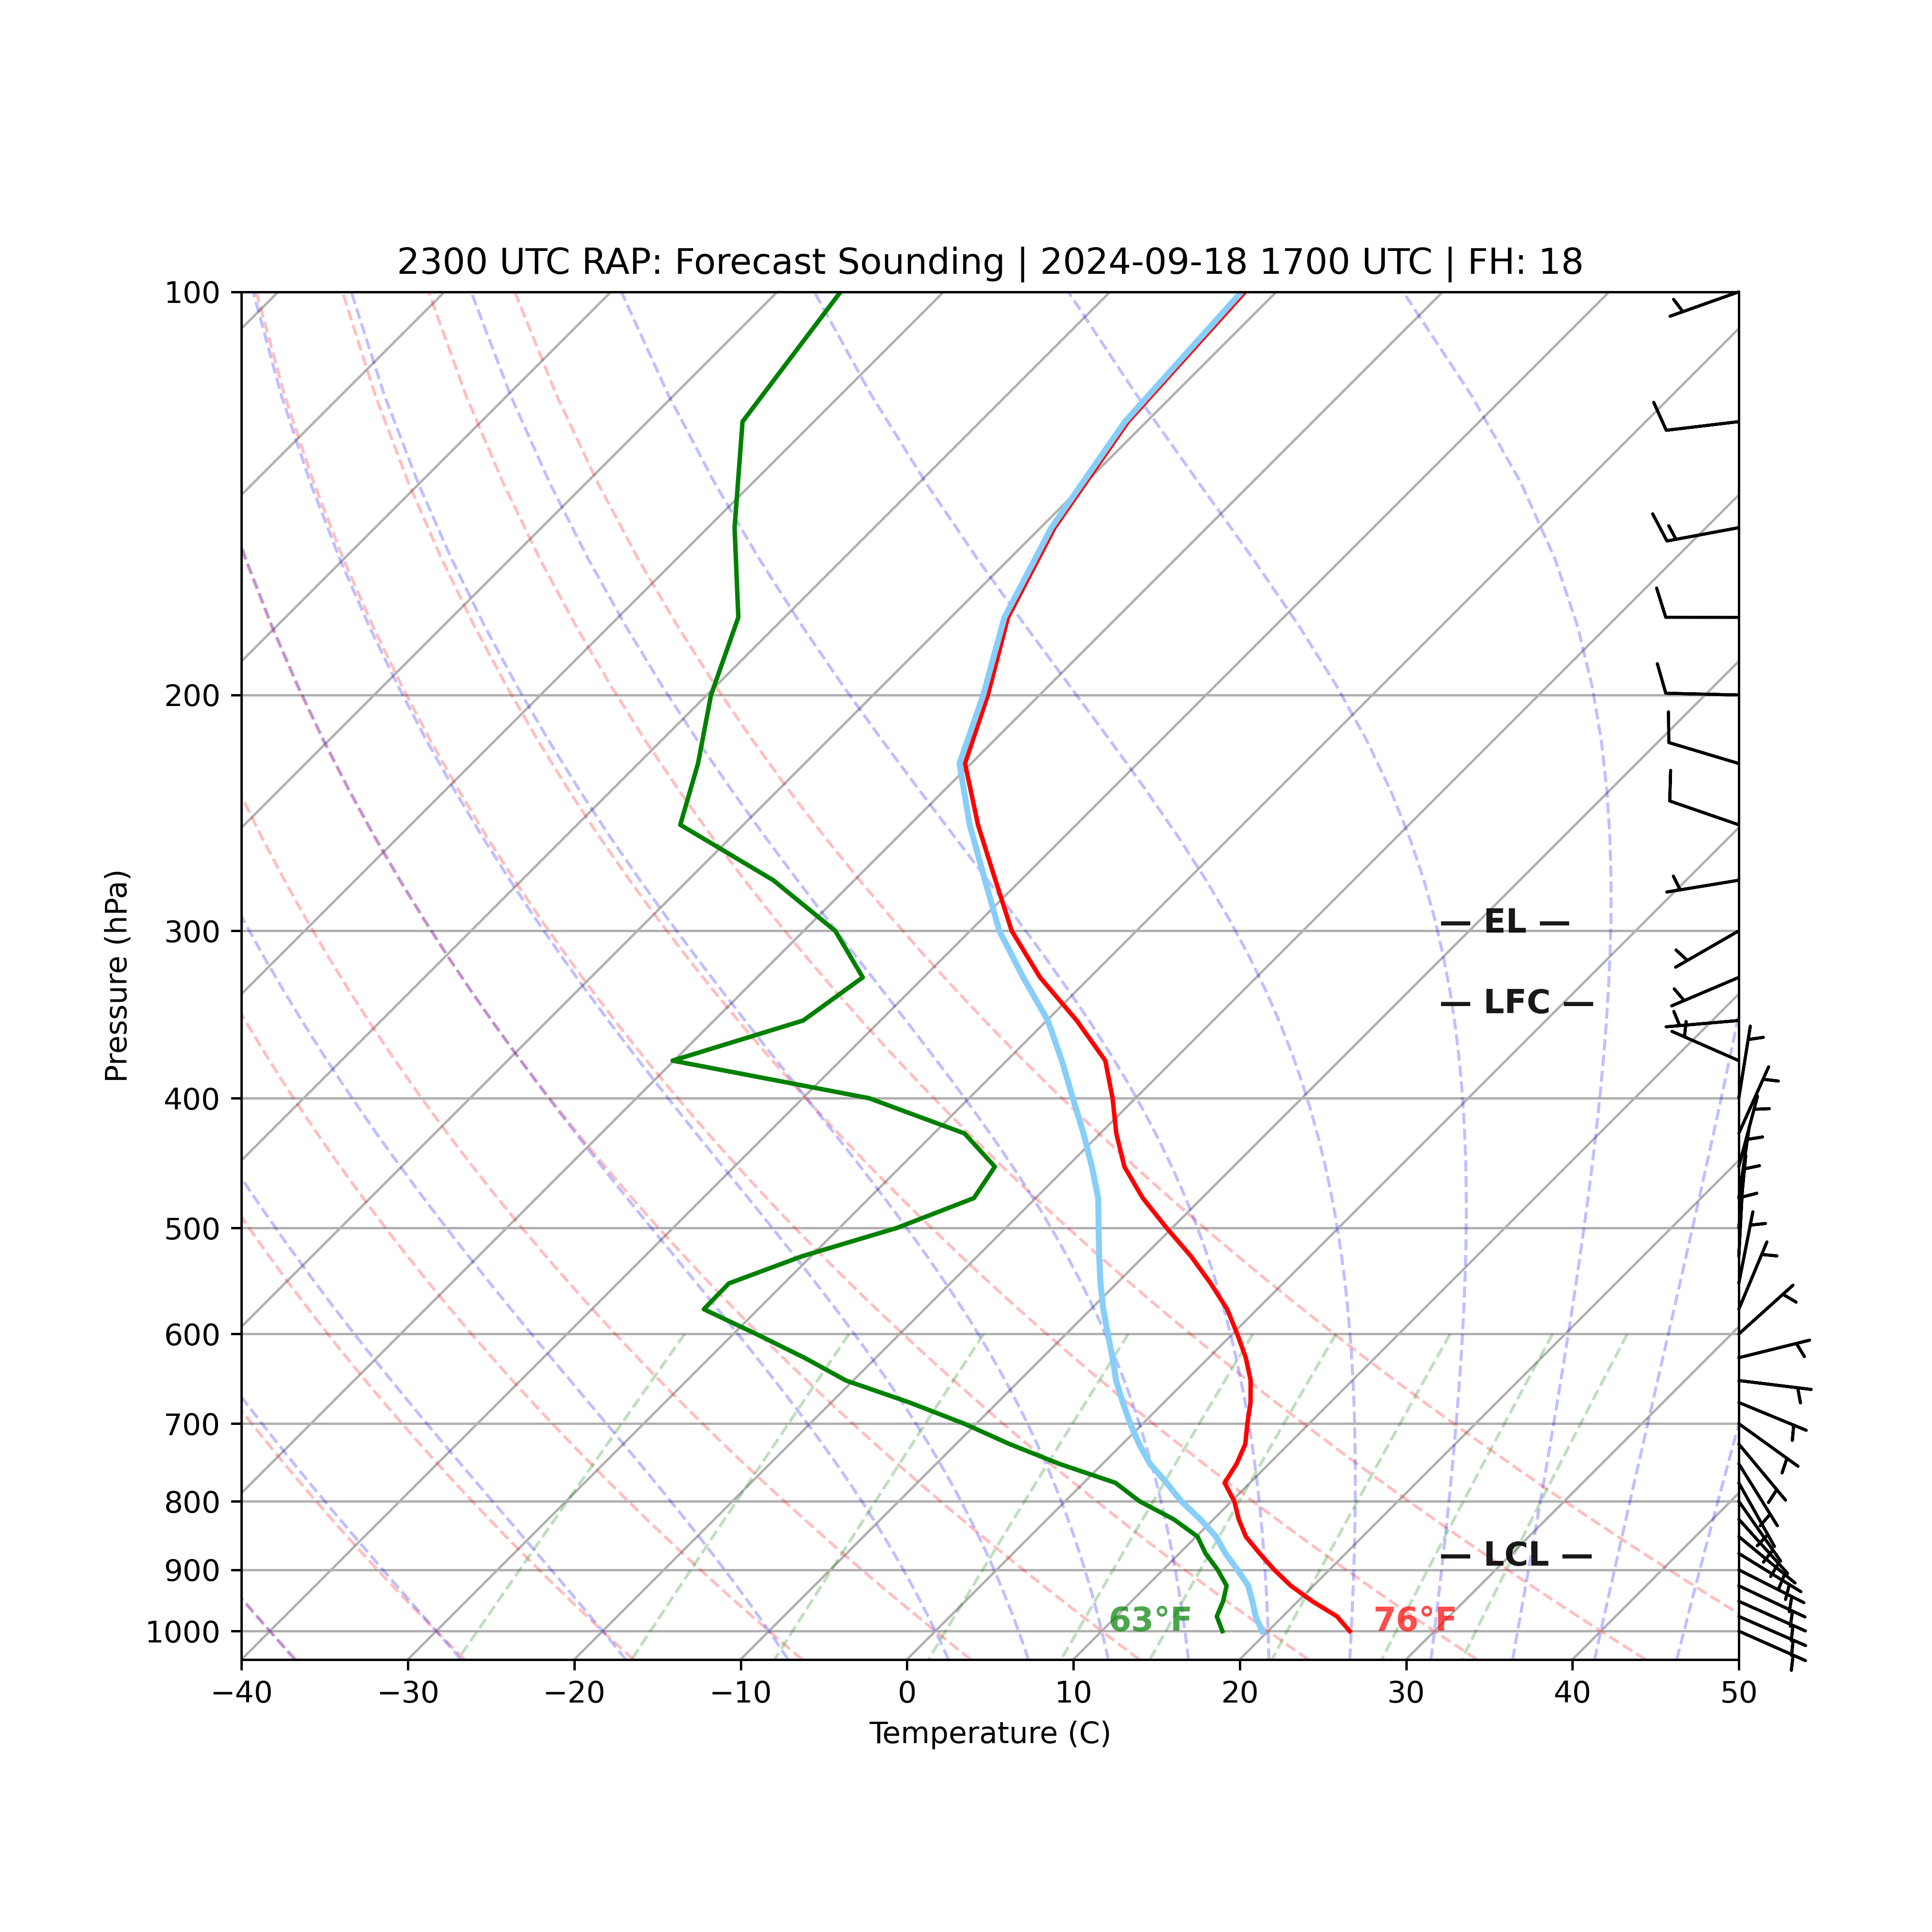 2300 UTC RAP: Forecast Sounding | 2024-09-18 1700 UTC | FH: 18
100
200
300
400
500
600
700
800
900
1000
Pressure (hPa)
— EL —
— LFC —
— LCL —
63°F
76°F
−40 −30 −20 −10 0 10 20 30 40 50
Temperature (C)